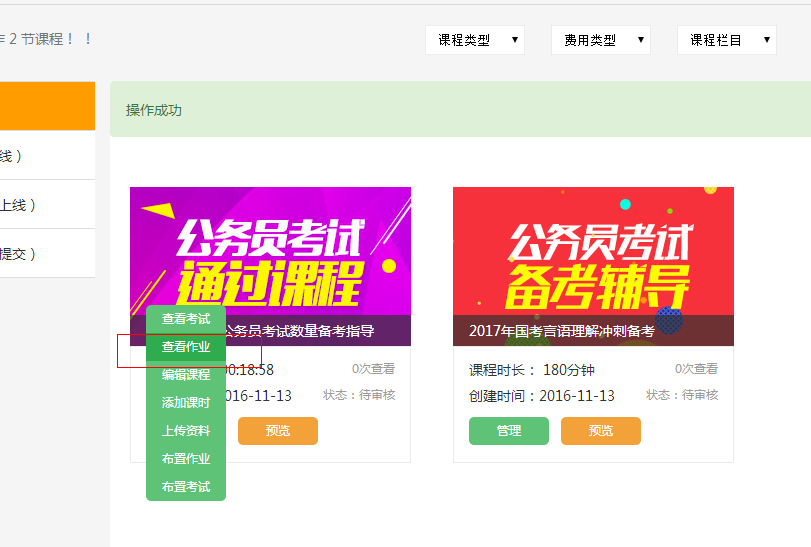 2 节课程！！
课程类型
费用类型
课程栏目
操作成功
线 )
上线 )
提交 )
公务员考试
通过课程
公务员考试数量备考指导
00:18:58
0次查看
2016-11-13
状态：待审核
预览
查看考试
查看作业
编辑课程
添加课时
上传资料
布置作业
布置考试
公务员考试
备考辅导
2017年国考言语理解冲刺备考
课程时长： 180分钟
0次查看
创建时间：2016-11-13
状态：待审核
管理
预览